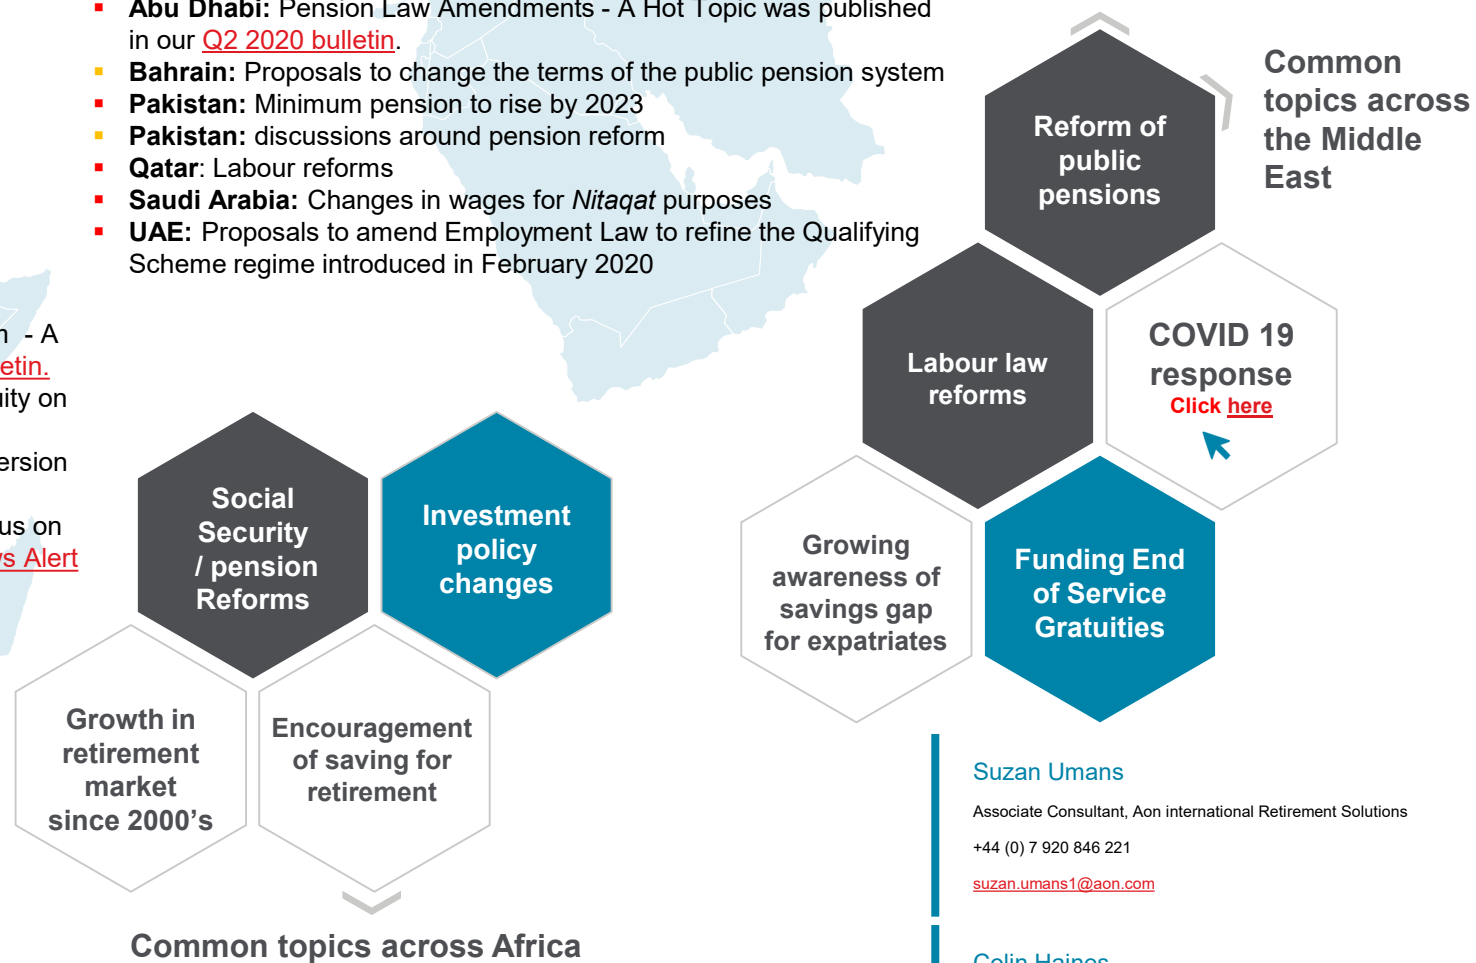 Abu Dhabi: Pension Law Amendments - A Hot Topic was published
in our Q2 2020 bulletin.
Bahrain: Proposals to change the terms of the public pension system
Pakistan: Minimum pension to rise by 2023
Pakistan: discussions around pension reform
Qatar: Labour reforms
Saudi Arabia: Changes in wages for Nitaqat purposes
UAE: Proposals to amend Employment Law to refine the Qualifying
Scheme regime introduced in February 2020
- A
etin.
uity on
ersion
us on
s Alert
Common
topics across
the Middle
East
Reform of
public
pensions
Labour law
reforms
COVID 19
response
Click here
Growing
awareness of
savings gap
for expatriates
Funding End
of Service
Gratuities
Social
Security
/ pension
Reforms
Investment
policy
changes
Growth in
retirement
market
since 2000's
Encouragement
of saving for
retirement
Common topics across Africa
Suzan Umans
Associate Consultant, Aon international Retirement Solutions
+44 (0) 7 920 846 221
suzan.umans1@aon.com
Colin Haines